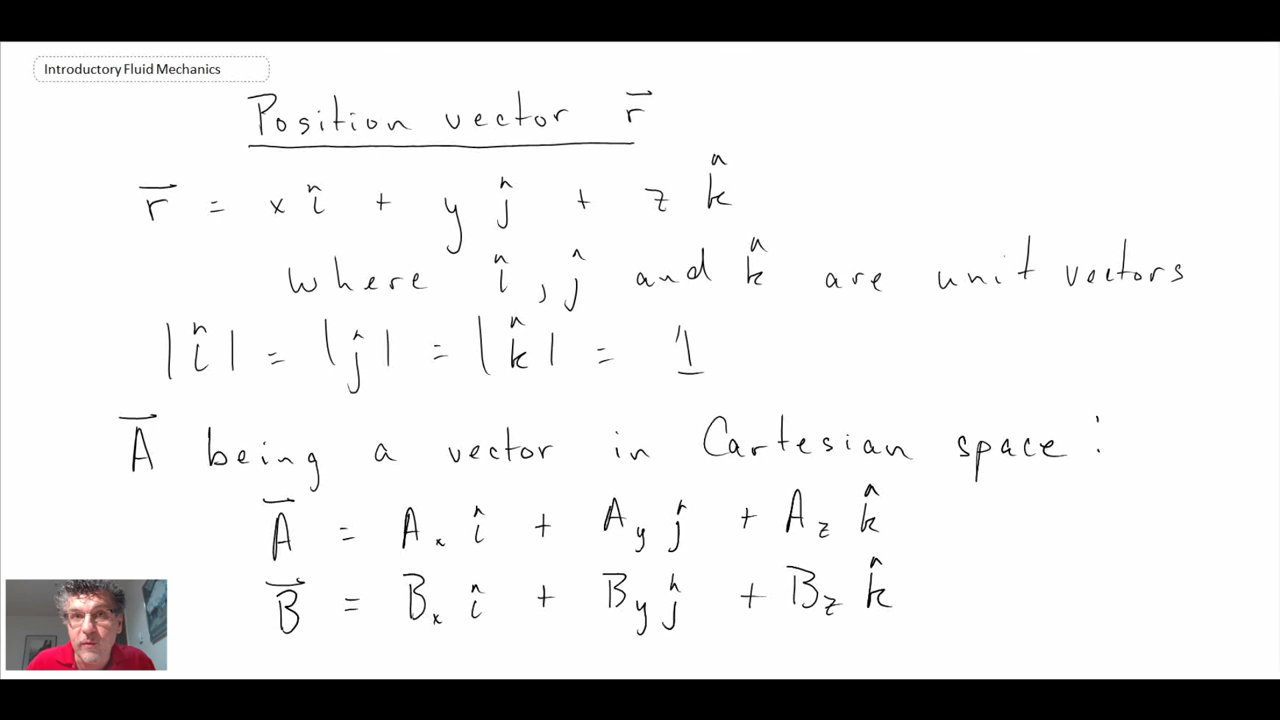 Introductory Fluid Mechanics
Position vector r⃗
r⃗ = x î + y ĵ + z k̂
where î, ĵ and k̂ are unit vectors
|î| = |ĵ| = |k̂| = 1
A⃗ being a vector in Cartesian space:
A⃗ = Aₓ î + A_y ĵ + A_z k̂
B⃗ = Bₓ î + B_y ĵ + B_z k̂